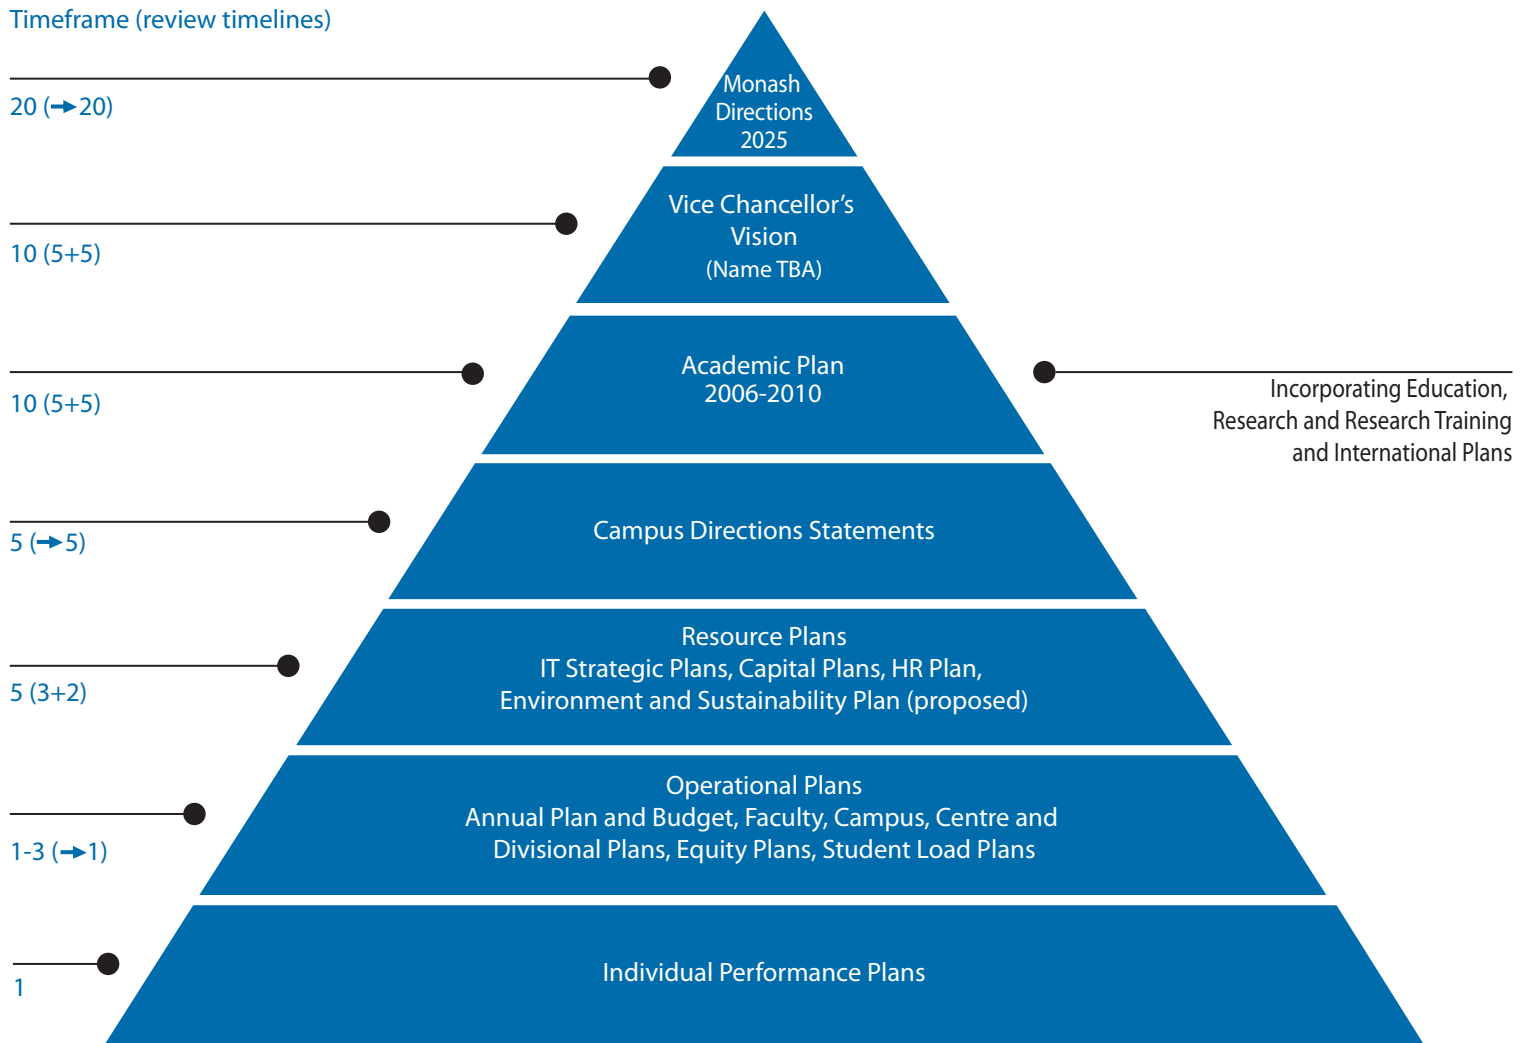 Timeframe (review timelines)
20 (→20)
Monash
Directions
2025
10 (5+5)
Vice Chancellor's
Vision
(Name TBA)
10 (5+5)
Academic Plan
2006-2010
Incorporating Education,
Research and Research Training
and International Plans
5 (→5)
Campus Directions Statements
5 (3+2)
Resource Plans
IT Strategic Plans, Capital Plans, HR Plan,
Environment and Sustainability Plan (proposed)
1-3 (→1)
Operational Plans
Annual Plan and Budget, Faculty, Campus, Centre and
Divisional Plans, Equity Plans, Student Load Plans
1
Individual Performance Plans